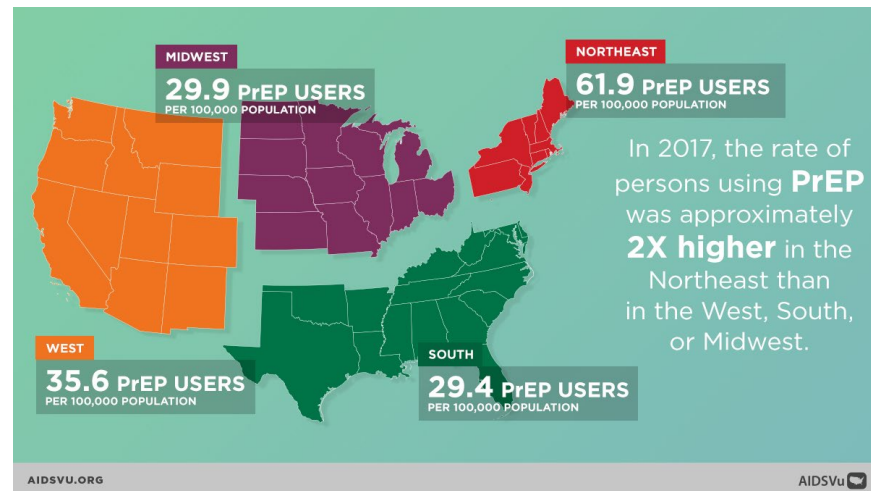 MIDWEST
29.9 PrEP USERS
PER 100,000 POPULATION
NORTHEAST
61.9 PrEP USERS
PER 100,000 POPULATION
In 2017, the rate of
persons using PrEP
was approximately
2X higher in the
Northeast than
in the West, South,
or Midwest.
WEST
35.6 PrEP USERS
PER 100,000 POPULATION
SOUTH
29.4 PrEP USERS
PER 100,000 POPULATION
AIDSVU.ORG
AIDSVu